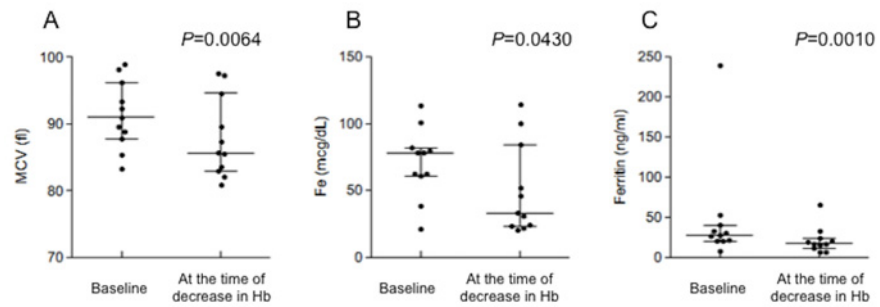 A
P=0.0064
MCV (fl)
100
90
80
70
Baseline
At the time of
decrease in Hb
B
P=0.0430
Fe (mcg/dL)
150
100
50
0
Baseline
At the time of
decrease in Hb
C
P=0.0010
Ferritin (ng/ml)
250
200
150
100
50
0
Baseline
At the time of
decrease in Hb